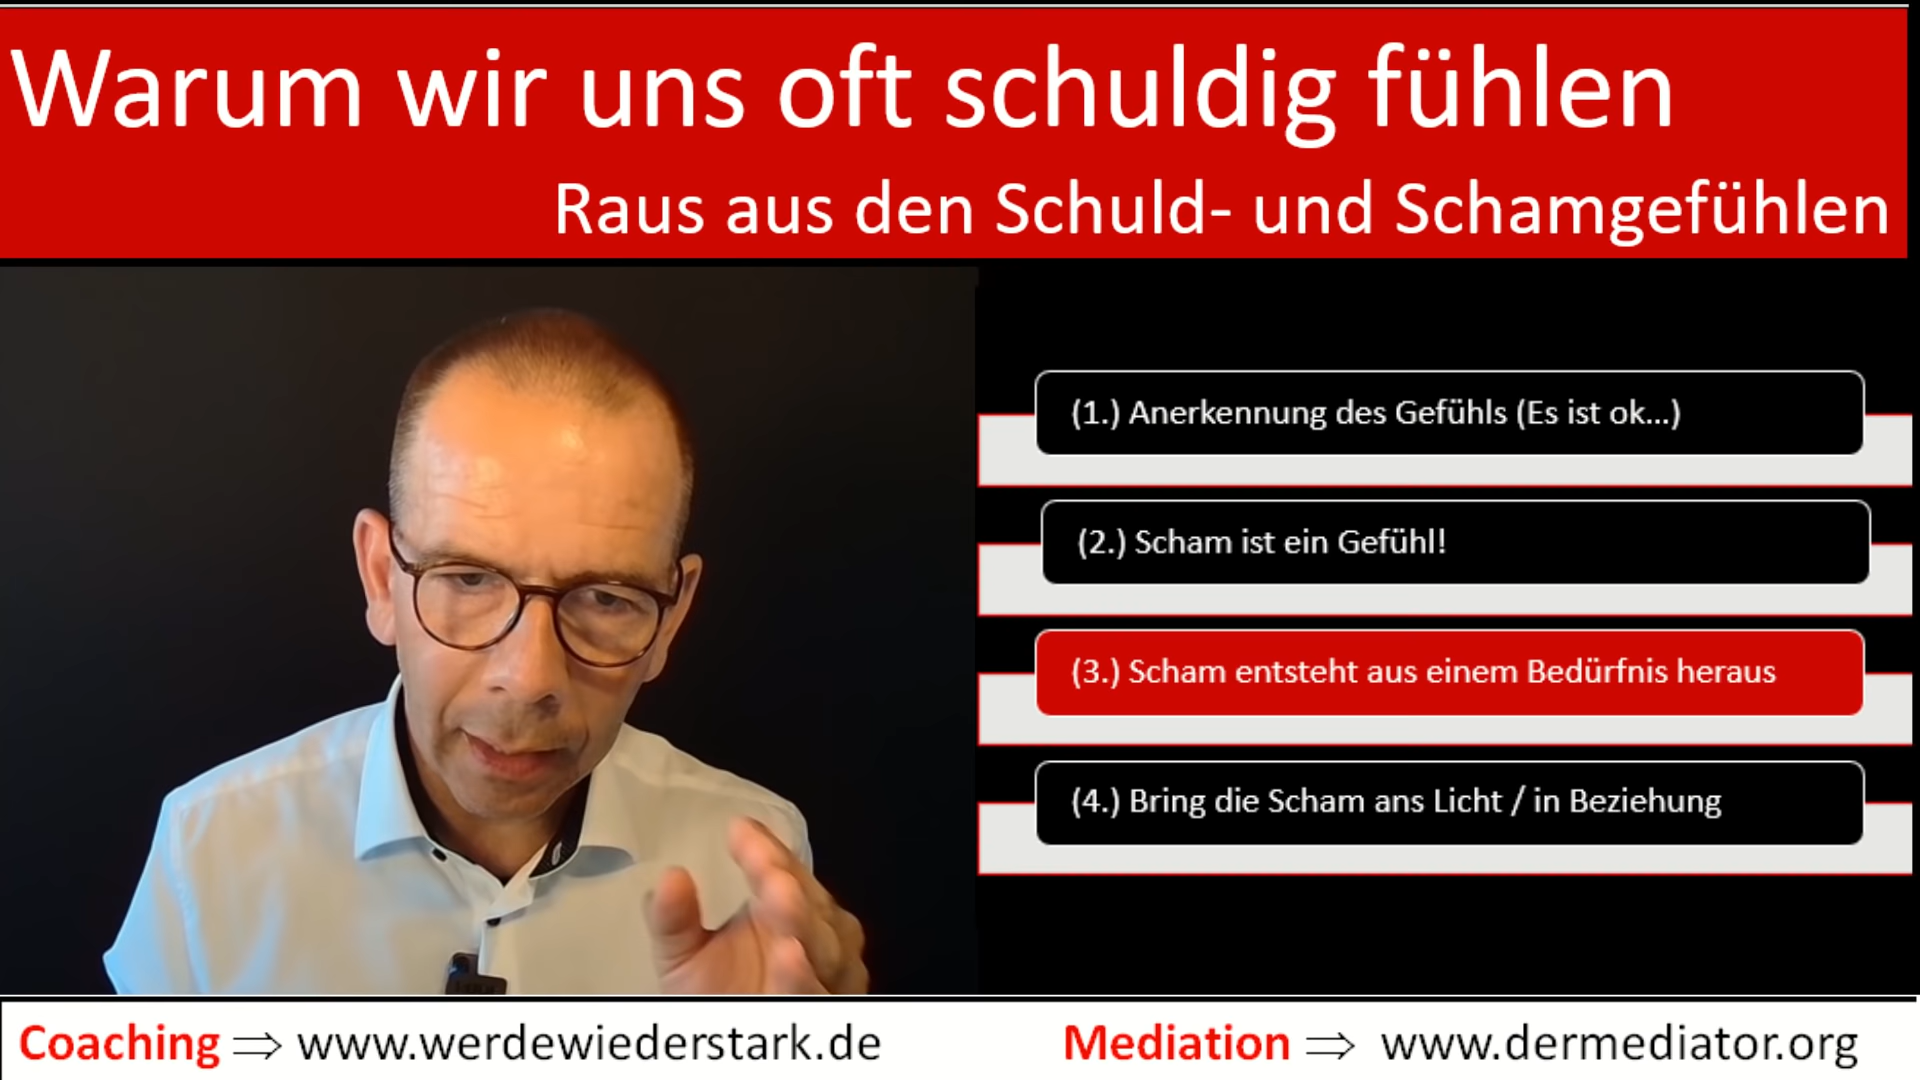 Warum wir uns oft schuldig fühlen
Raus aus den Schuld- und Schamgefühlen
(1.) Anerkennung des Gefühls (Es ist ok...)
(2.) Scham ist ein Gefühl!
(3.) Scham entsteht aus einem Bedürfnis heraus
(4.) Bring die Scham ans Licht / in Beziehung
Coaching ⇒ www.werdewiederstark.de
Mediation ⇒ www.dermediator.org